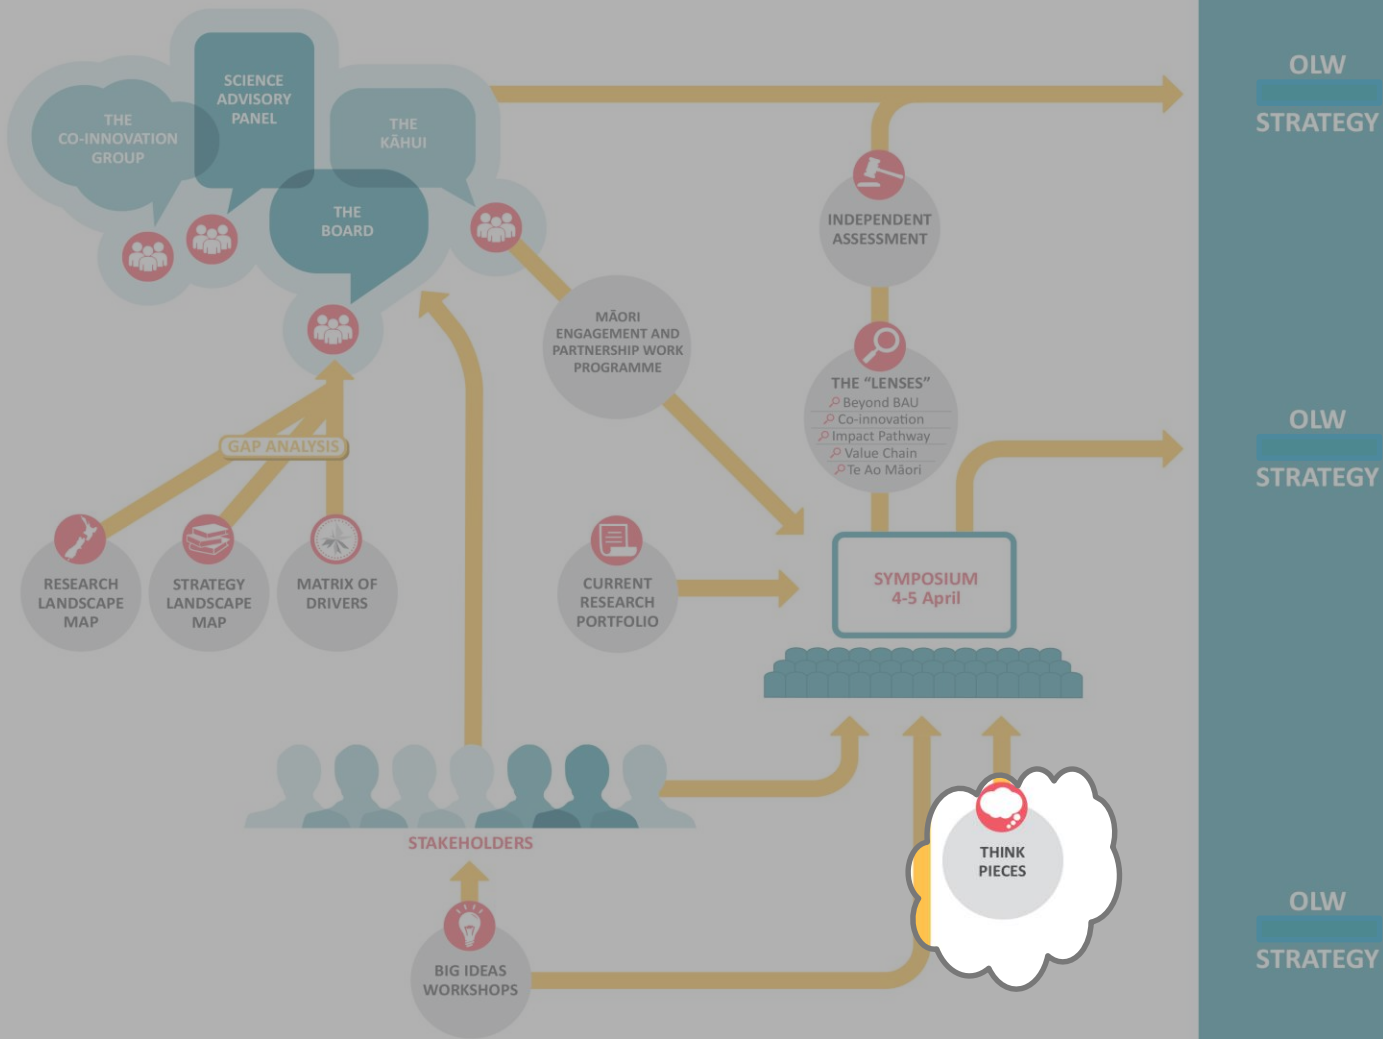 THE
CO-INNOVATION
GROUP
SCIENCE
ADVISORY
PANEL
THE
KĀHUI
THE
BOARD
OLW
STRATEGY
INDEPENDENT
ASSESSMENT
MĀORI
ENGAGEMENT AND
PARTNERSHIP WORK
PROGRAMME
THE “LENSES”
Beyond BAU
Co-innovation
Impact Pathway
Value Chain
Te Ao Māori
OLW
STRATEGY
GAP ANALYSIS
RESEARCH
LANDSCAPE
MAP
STRATEGY
LANDSCAPE
MAP
MATRIX OF
DRIVERS
CURRENT
RESEARCH
PORTFOLIO
SYMPOSIUM
4-5 April
STAKEHOLDERS
THINK
PIECES
BIG IDEAS
WORKSHOPS
OLW
STRATEGY